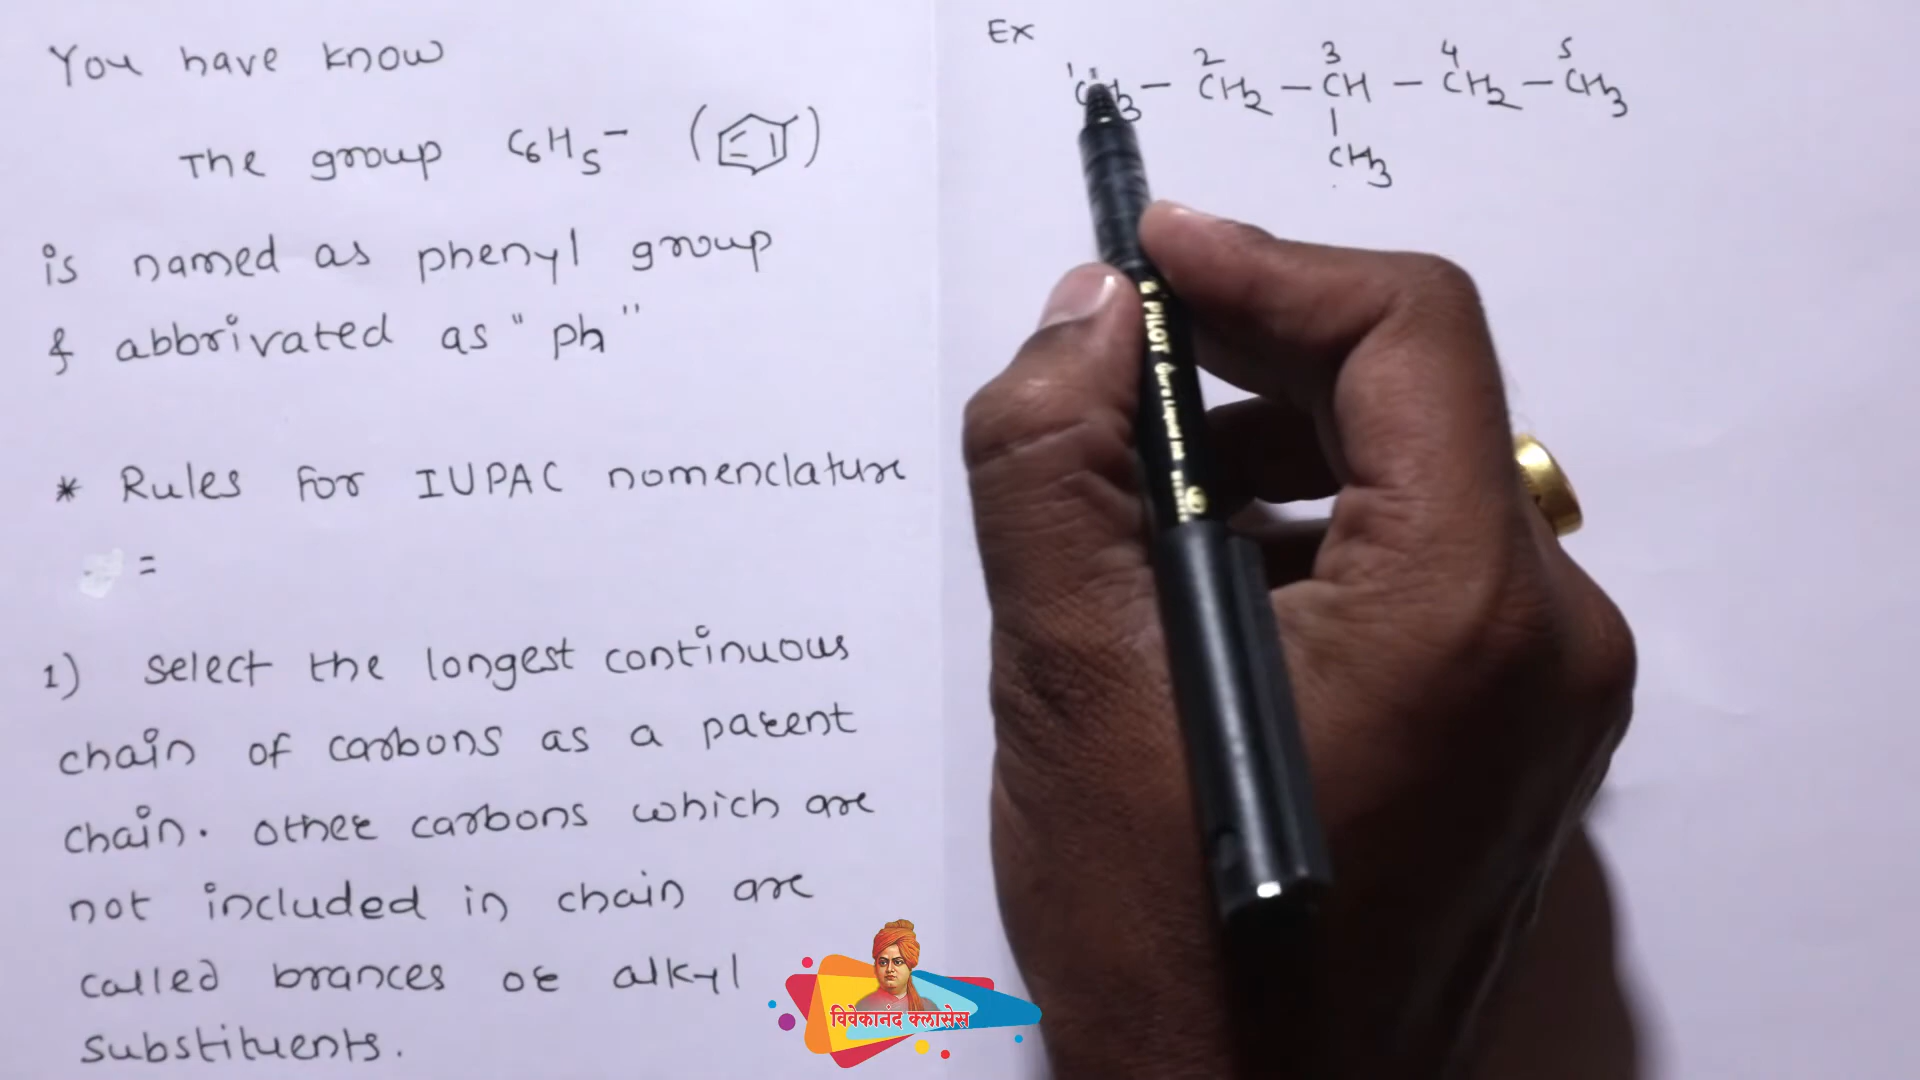 You have know
The group C6H5- ( )
is named as phenyl group
& abbrivated as "ph"
* Rules for IUPAC nomenclature
=
1) select the longest continuous
chain of carbons as a parent
chain. other carbons which are
not included in chain are
called brances or alkyl
substituents.
Ex
1 2 3 4 5
CH3 - CH2 - CH - CH2 - CH3
|
CH3
PILOT
विवेकानंद क्लासेस